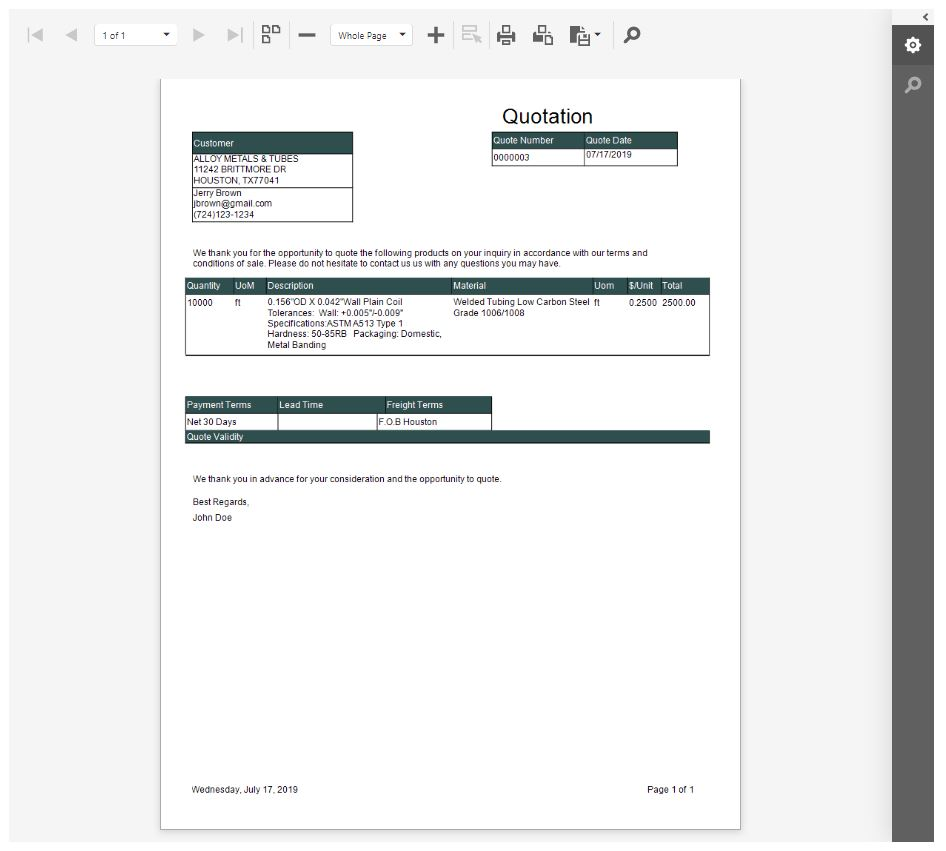 1 of 1
Whole Page
Quotation
Customer
ALLOY METALS & TUBES
11242 BRITTMORE DR
HOUSTON, TX77041
Jerry Brown
jbrown@gmail.com
(724)123-1234
Quote Number Quote Date
0000003 07/17/2019
We thank you for the opportunity to quote the following products on your inquiry in accordance with our terms and
conditions of sale. Please do not hesitate to contact us us with any questions you may have.
Quantity UoM Description Material Uom $/Unit Total
10000 ft 0.156"OD X 0.042"Wall Plain Coil Welded Tubing Low Carbon Steel ft 0.2500 2500.00
Tolerances: Wall: +0.005"/-0.009" Grade 1006/1008
Specifications:ASTM A513 Type 1
Hardness: 50-85RB Packaging: Domestic,
Metal Banding
Payment Terms Lead Time Freight Terms
Net 30 Days F.O.B Houston
Quote Validity
We thank you in advance for your consideration and the opportunity to quote.
Best Regards,
John Doe
Wednesday, July 17, 2019 Page 1 of 1